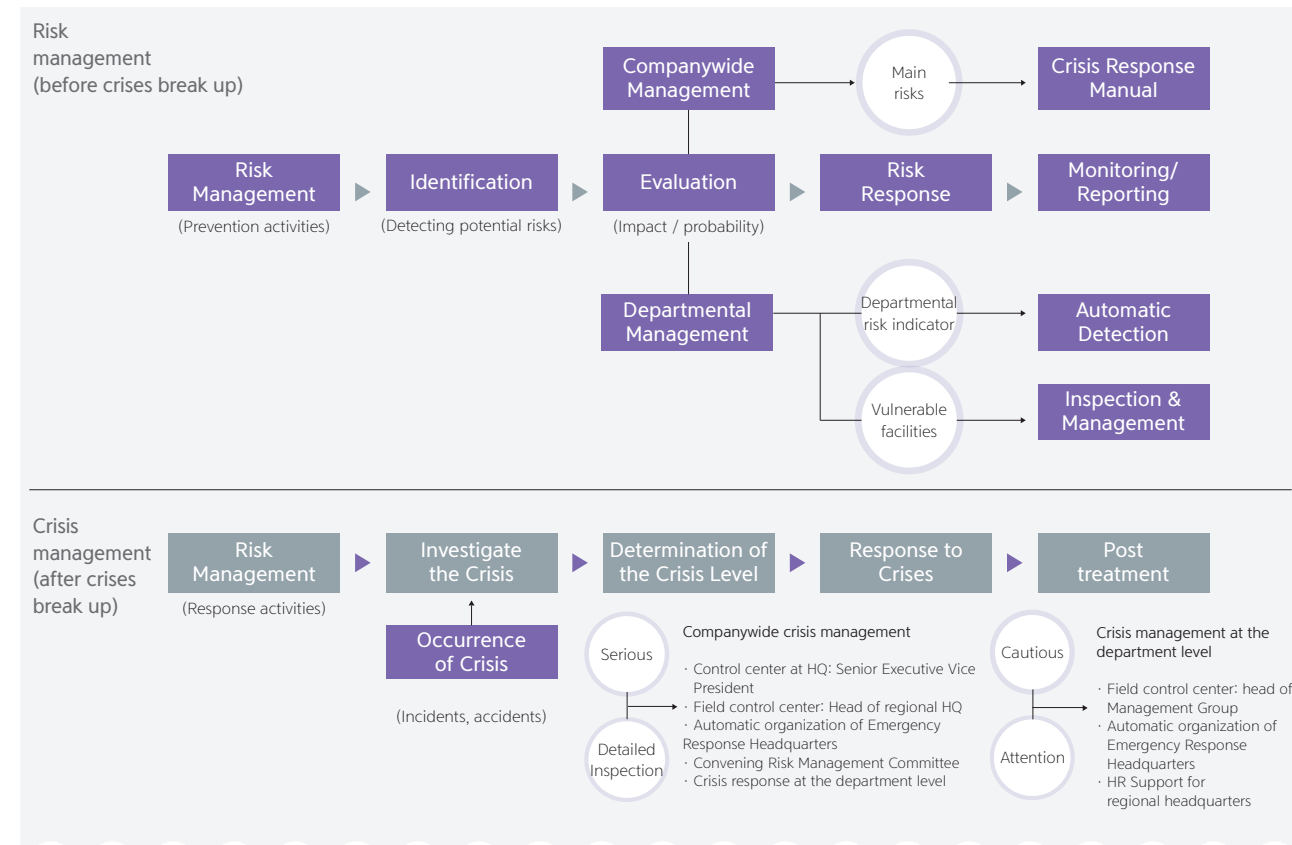 Risk
management
(before crises break up)
Companywide
Management
Main
risks
Crisis Response
Manual
Risk
Management
(Prevention activities)
Identification
(Detecting potential risks)
Evaluation
(Impact / probability)
Risk
Response
Monitoring/
Reporting
Departmental
Management
Departmental
risk indicator
Automatic
Detection
Vulnerable
facilities
Inspection &
Management
Crisis
management
(after crises
break up)
Risk
Management
(Response activities)
Investigate
the Crisis
Occurrence
of Crisis
(Incidents, accidents)
Determination of
the Crisis Level
Response to
Crises
Post
treatment
Serious
Detailed
Inspection
Companywide crisis management
· Control center at HQ: Senior Executive Vice
President
· Field control center: Head of regional HQ
· Automatic organization of Emergency
Response Headquarters
· Convening Risk Management Committee
· Crisis response at the department level
Cautious
Attention
Crisis management at the
department level
· Field control center: head of
Management Group
· Automatic organization of
Emergency Response
Headquarters
· HR Support for
regional headquarters